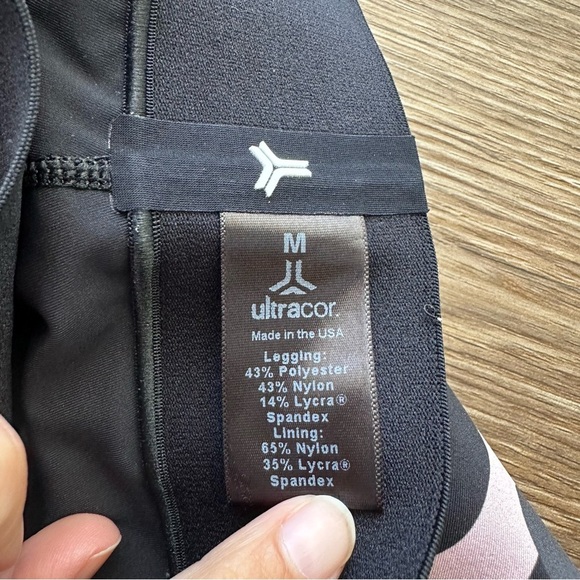 M
ultracor.
Made in the USA
Legging:
43% Polyester
43% Nylon
14% Lycra®
Spandex
Lining:
65% Nylon
35% Lycra®
Spandex